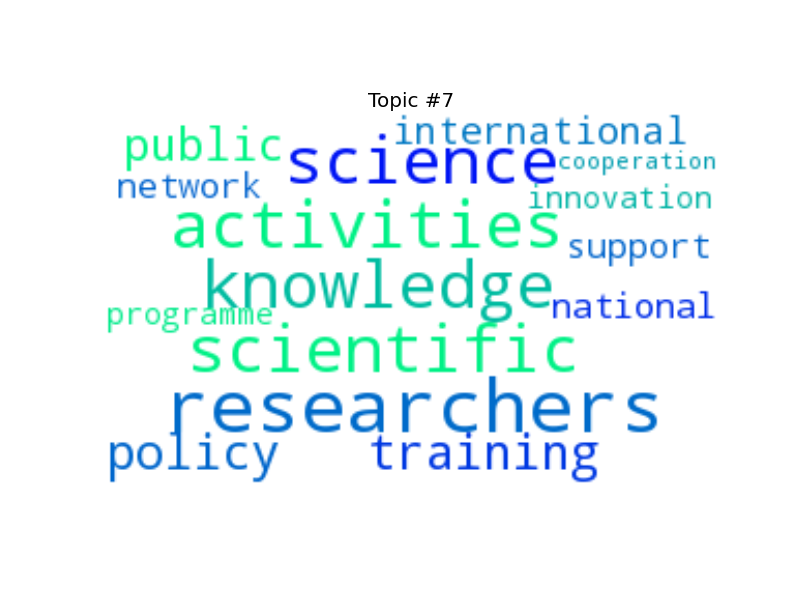 Topic #7
international
public
science
cooperation
network
innovation
activities
support
knowledge
national
programme
scientific
researchers
policy
training